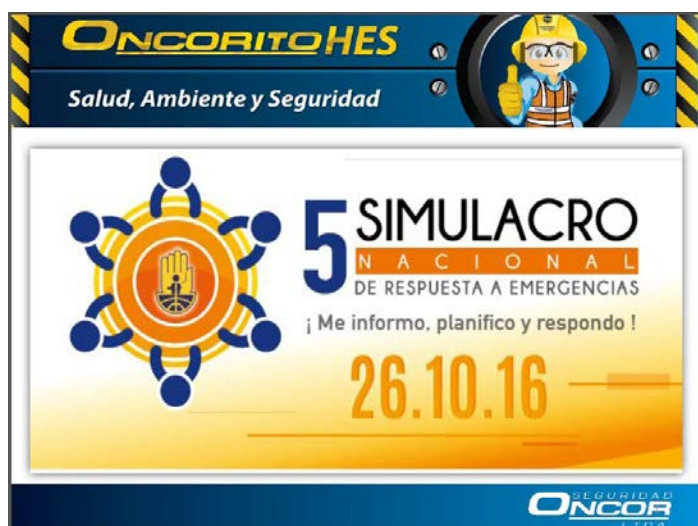 ONCORITO HES
Salud, Ambiente y Seguridad
5 SIMULACRO
NACIONAL
DE RESPUESTA A EMERGENCIAS
¡ Me informo, planifico y respondo !
26.10.16
SEGURIDAD
ONCOR
LTDA